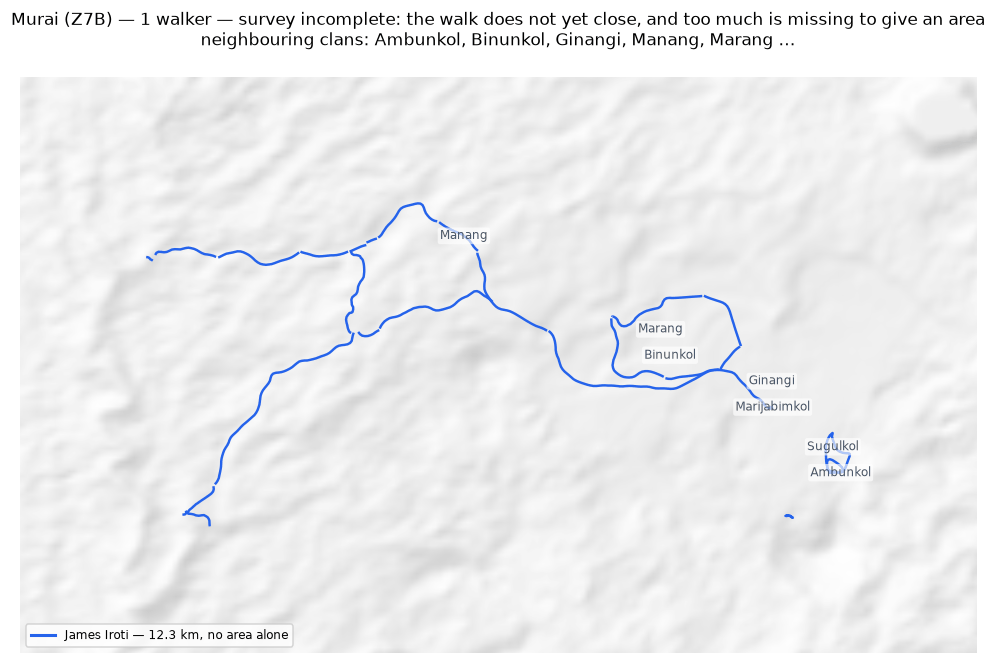 Murai (Z7B) — 1 walker — survey incomplete: the walk does not yet close, and too much is missing to give an area
neighbouring clans: Ambunkol, Binunkol, Ginangi, Manang, Marang ...
Manang
Marang
Binunkol
Ginangi
Marijabimkol
Sugulkol
Ambunkol
James Iroti — 12.3 km, no area alone